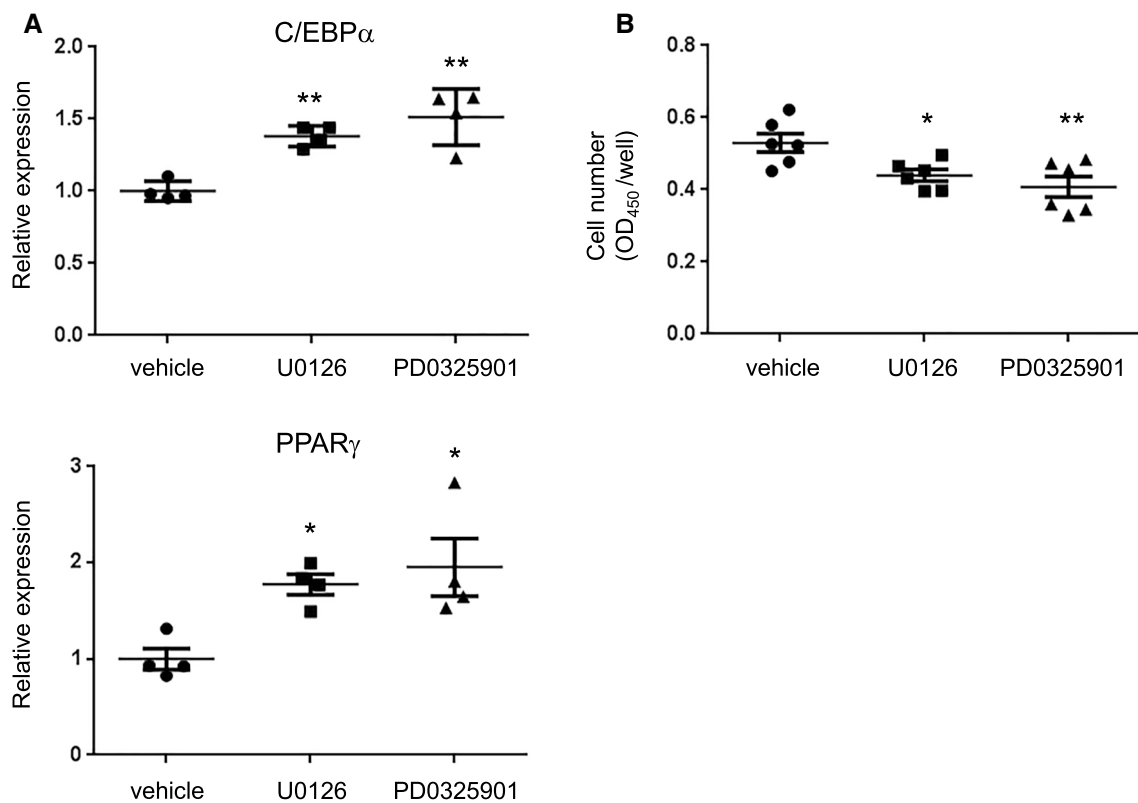 A
C/EBPα
Relative expression
2.0
**
**
1.5
1.0
0.5
0.0
vehicle U0126 PD0325901
B
Cell number
(OD450 /well)
0.8
0.6
*
**
0.4
0.2
0.0
vehicle U0126 PD0325901
PPARγ
Relative expression
3
*
*
2
1
0
vehicle U0126 PD0325901